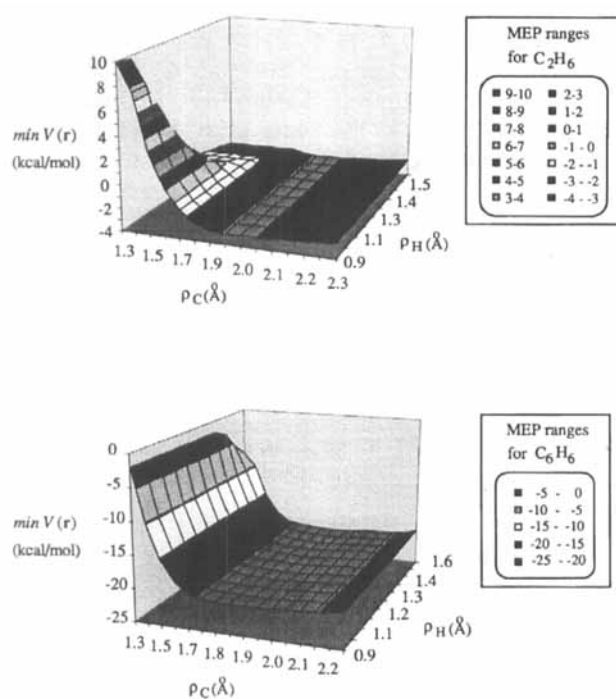 MEP ranges
for C₂H₆
9-10 2-3
8-9 1-2
7-8 0-1
6-7 -1 - 0
5-6 -2 - -1
4-5 -3 - -2
3-4 -4 - -3
10
8
6
4
2
0
-2
-4
min V(r)
(kcal/mol)
1.3 1.5 1.7 1.9 2.0 2.1 2.2 2.3
ρC(Å)
0.9 1.1 1.3 1.4 1.5
ρH(Å)
MEP ranges
for C₆H₆
-5 - 0
-10 - -5
-15 - -10
-20 - -15
-25 - -20
0
-5
-10
-15
-20
-25
min V(r)
(kcal/mol)
1.3 1.5 1.7 1.8 1.9 2.0 2.1 2.2
ρC(Å)
0.9 1.1 1.2 1.3 1.4 1.6
ρH(Å)